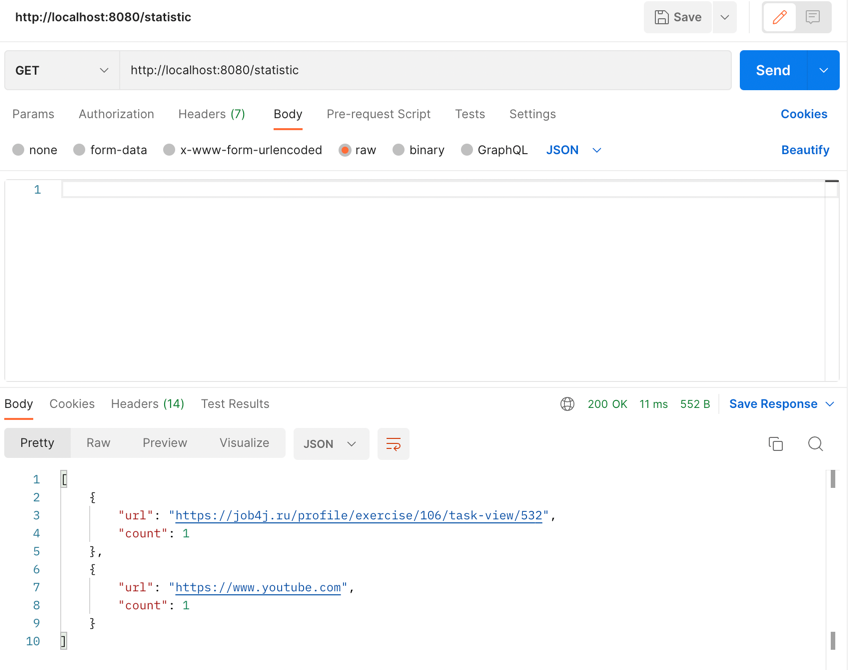 http://localhost:8080/statistic
Save
GET
http://localhost:8080/statistic
Send
Params Authorization Headers (7) Body Pre-request Script Tests Settings Cookies
none form-data x-www-form-urlencoded raw binary GraphQL JSON Beautify
1
Body Cookies Headers (14) Test Results 200 OK 11 ms 552 B Save Response
Pretty Raw Preview Visualize JSON
1 [
2 {
3 "url": "https://job4j.ru/profile/exercise/106/task-view/532",
4 "count": 1
5 },
6 {
7 "url": "https://www.youtube.com",
8 "count": 1
9 }
10 ]